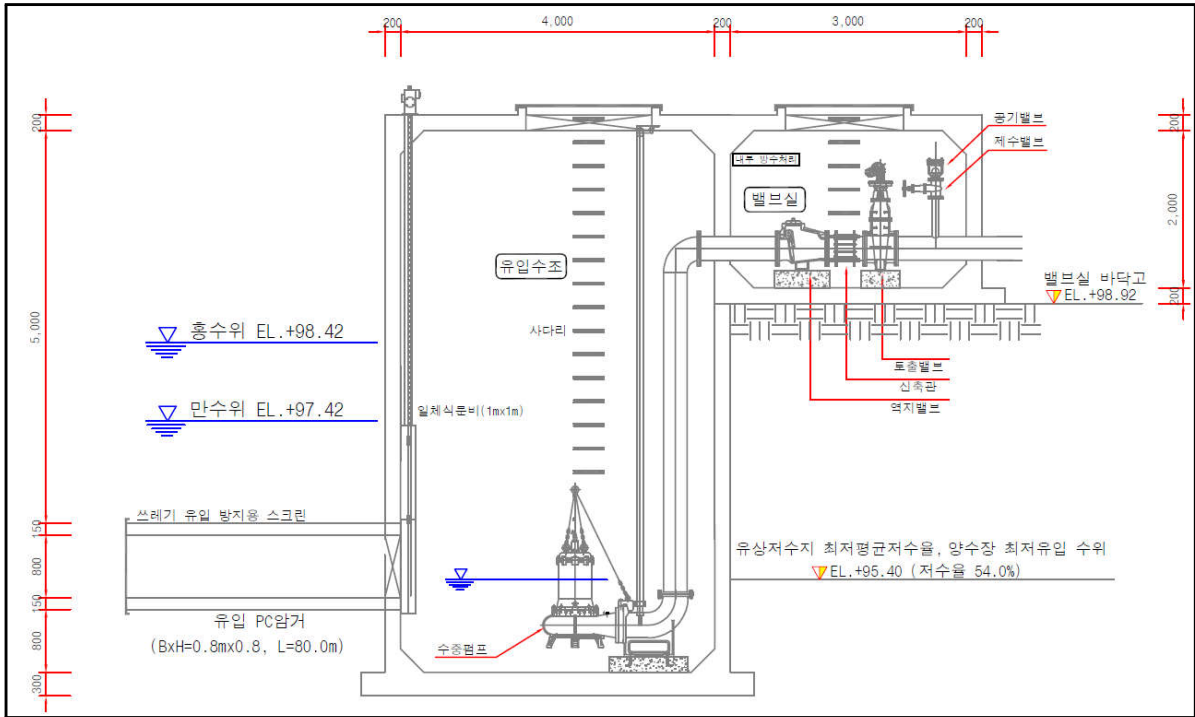 200
4,000
200
3,000
200
200
5,000
150
800
150
800
300
공기밸브
제수밸브
200
2,000
200
내부 방수처리
밸브실
유입수조
밸브실 바닥고
EL.+98.92
홍수위 EL.+98.42
사다리
토출밸브
신축관
역지밸브
만수위 EL.+97.42
일체식문비(1mx1m)
쓰레기 유입 방지용 스크린
유상저수지 최저평균저수율, 양수장 최저유입 수위
EL.+95.40 (저수율 54.0%)
유입 PC암거
(BxH=0.8mx0.8, L=80.0m)
수중펌프